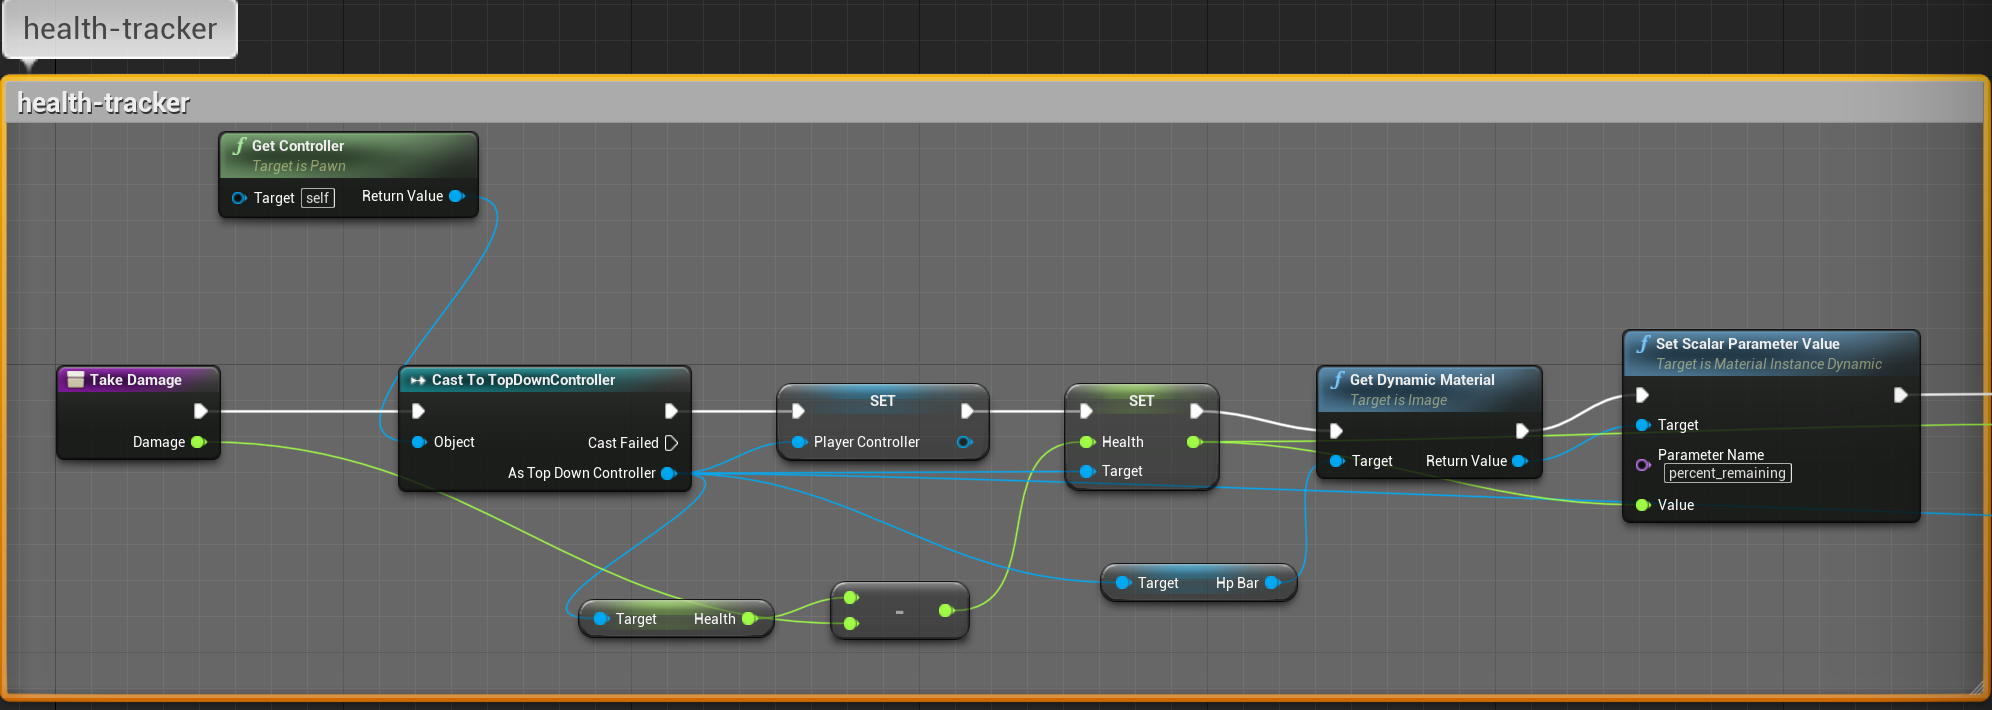 health-tracker
health-tracker
f Get Controller
Target is Pawn
Target self Return Value
Take Damage
Damage
Cast To TopDownController
Object
Cast Failed
As Top Down Controller
SET
Player Controller
SET
Health
Target
f Get Dynamic Material
Target is Image
Target Return Value
f Set Scalar Parameter Value
Target is Material Instance Dynamic
Target
Parameter Name
percent_remaining
Value
Target Health
-
Target Hp Bar